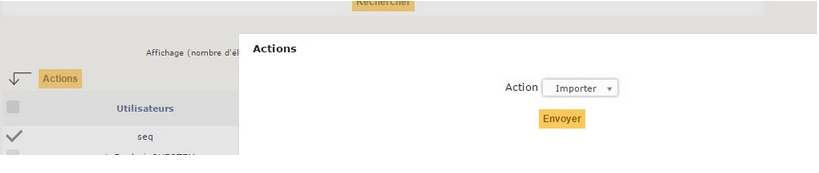 Rechercher
Affichage (nombre d'él
Actions
Actions
Action Importer
Envoyer
Utilisateurs
seq